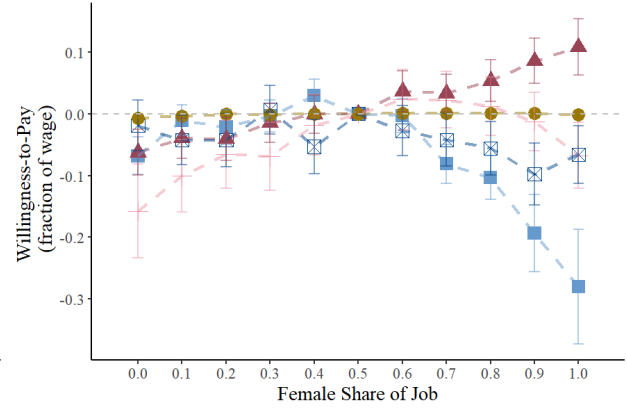 Willingness-to-Pay
(fraction of wage)
0.1
0.0
-0.1
-0.2
-0.3
0.0 0.1 0.2 0.3 0.4 0.5 0.6 0.7 0.8 0.9 1.0
Female Share of Job